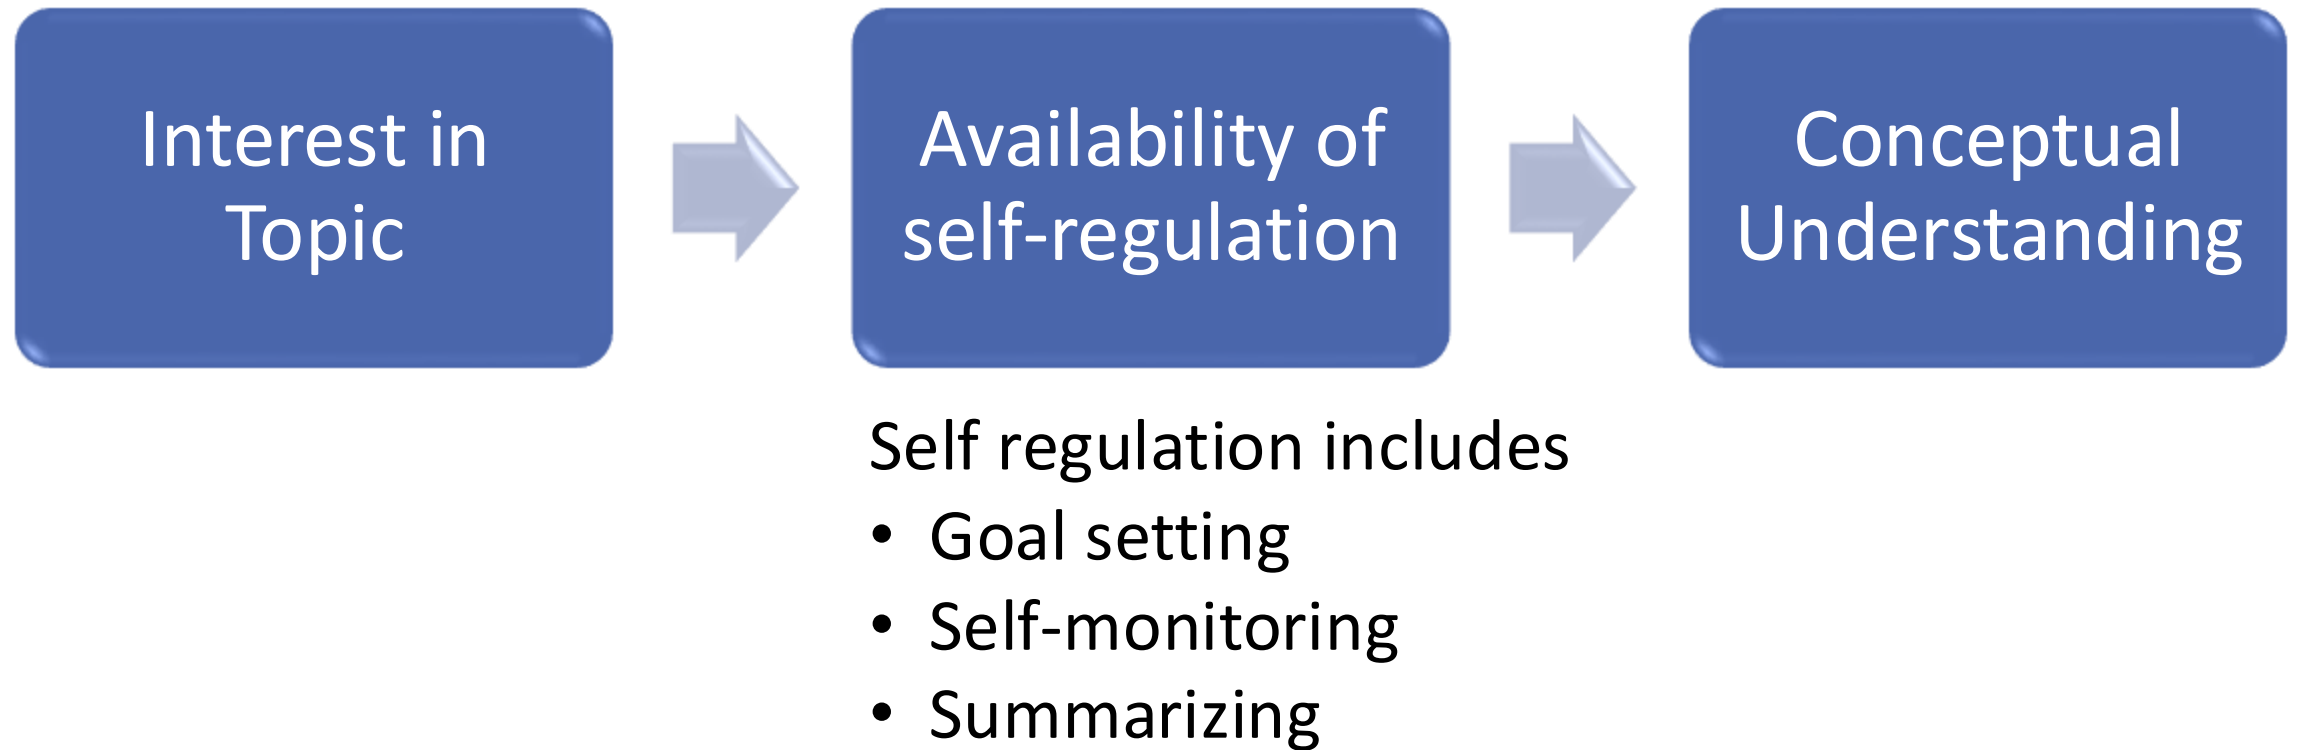 Interest in
Topic
Availability of
self-regulation
Conceptual
Understanding
Self regulation includes
• Goal setting
• Self-monitoring
• Summarizing